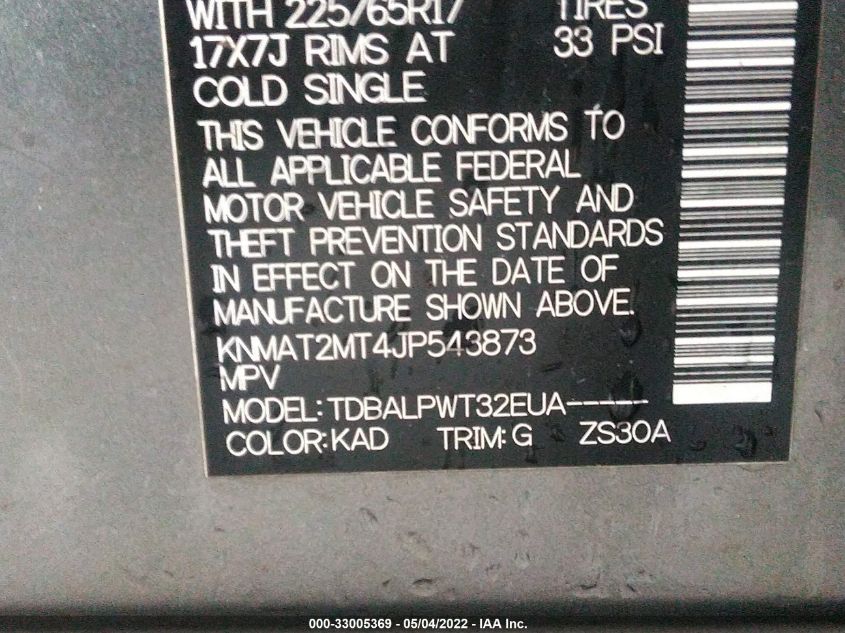 WITH 225/65R17 TIRES
17X7J RIMS AT 33 PSI
COLD SINGLE
THIS VEHICLE CONFORMS TO
ALL APPLICABLE FEDERAL
MOTOR VEHICLE SAFETY AND
THEFT PREVENTION STANDARDS
IN EFFECT ON THE DATE OF
MANUFACTURE SHOWN ABOVE.
KNMAT2MT4JP543873
MPV
MODEL:TDBALPWT32EUA-----
COLOR:KAD TRIM:G ZS30A
000-33005369 - 05/04/2022 - IAA Inc.